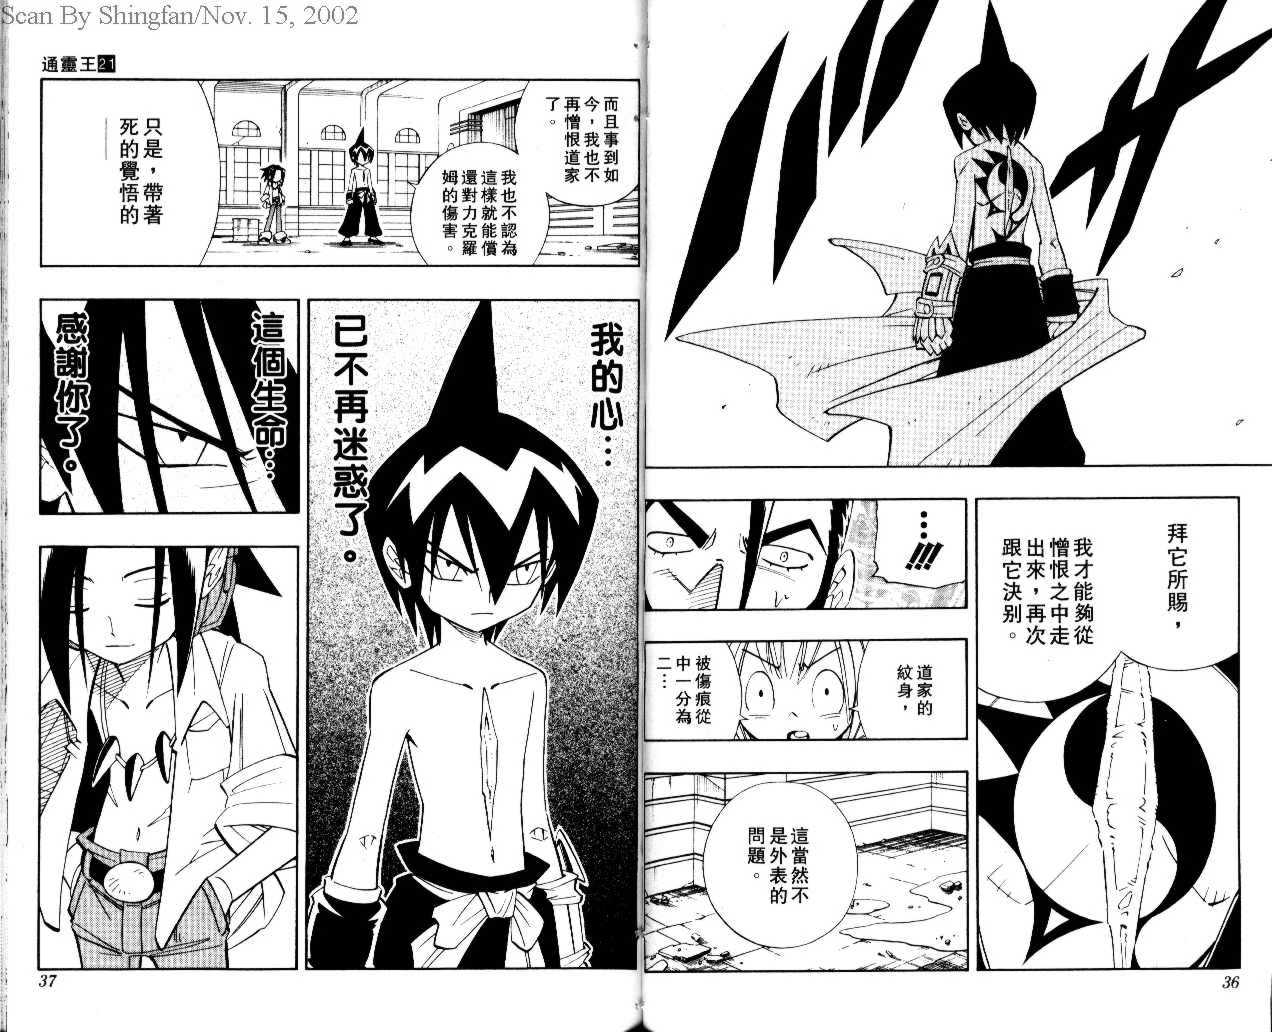 Scan By Shingfan/Nov. 15, 2002
拜它所賜，
我才能夠從
憎恨之中走
出來，再次
跟它決別。
…!!!
道家的
紋身，
被傷痕從
中一分為
二…
這當然不
是外表的
問題。
36
通靈王21
而且事到如
今，我也不
再憎恨道家
了。
我也不認為
這樣就能償
還對力克羅
姆的傷害。
只是，帶著
死的覺悟的
我的心…
已不再迷惑了。
這個生命…
感謝你了。
37